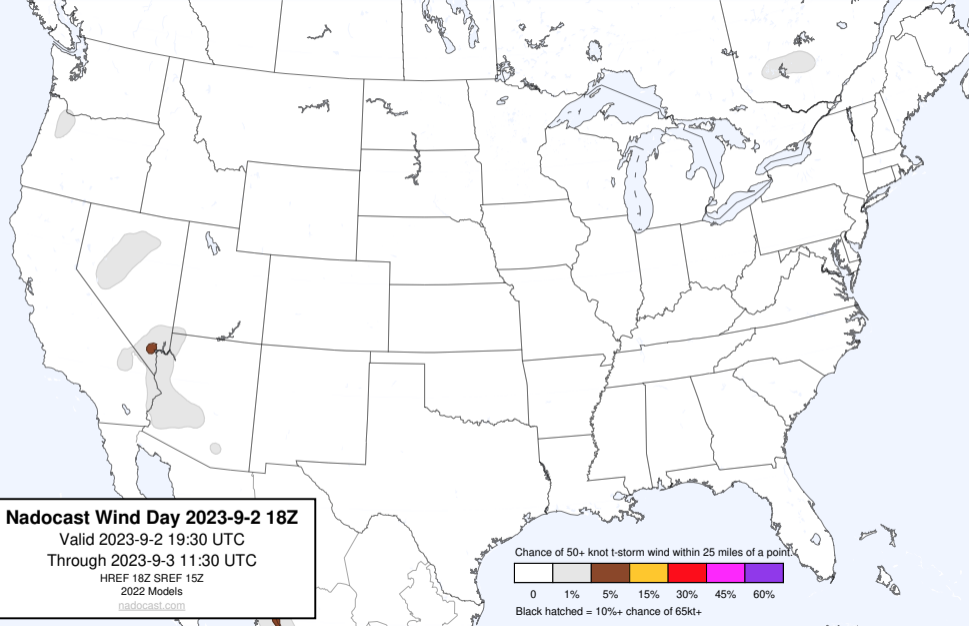 Nadocast Wind Day 2023-9-2 18Z
Valid 2023-9-2 19:30 UTC
Through 2023-9-3 11:30 UTC
HREF 18Z SREF 15Z
2022 Models
nadocast.com
Chance of 50+ knot t-storm wind within 25 miles of a point.
0 1% 5% 15% 30% 45% 60%
Black hatched = 10%+ chance of 65kt+